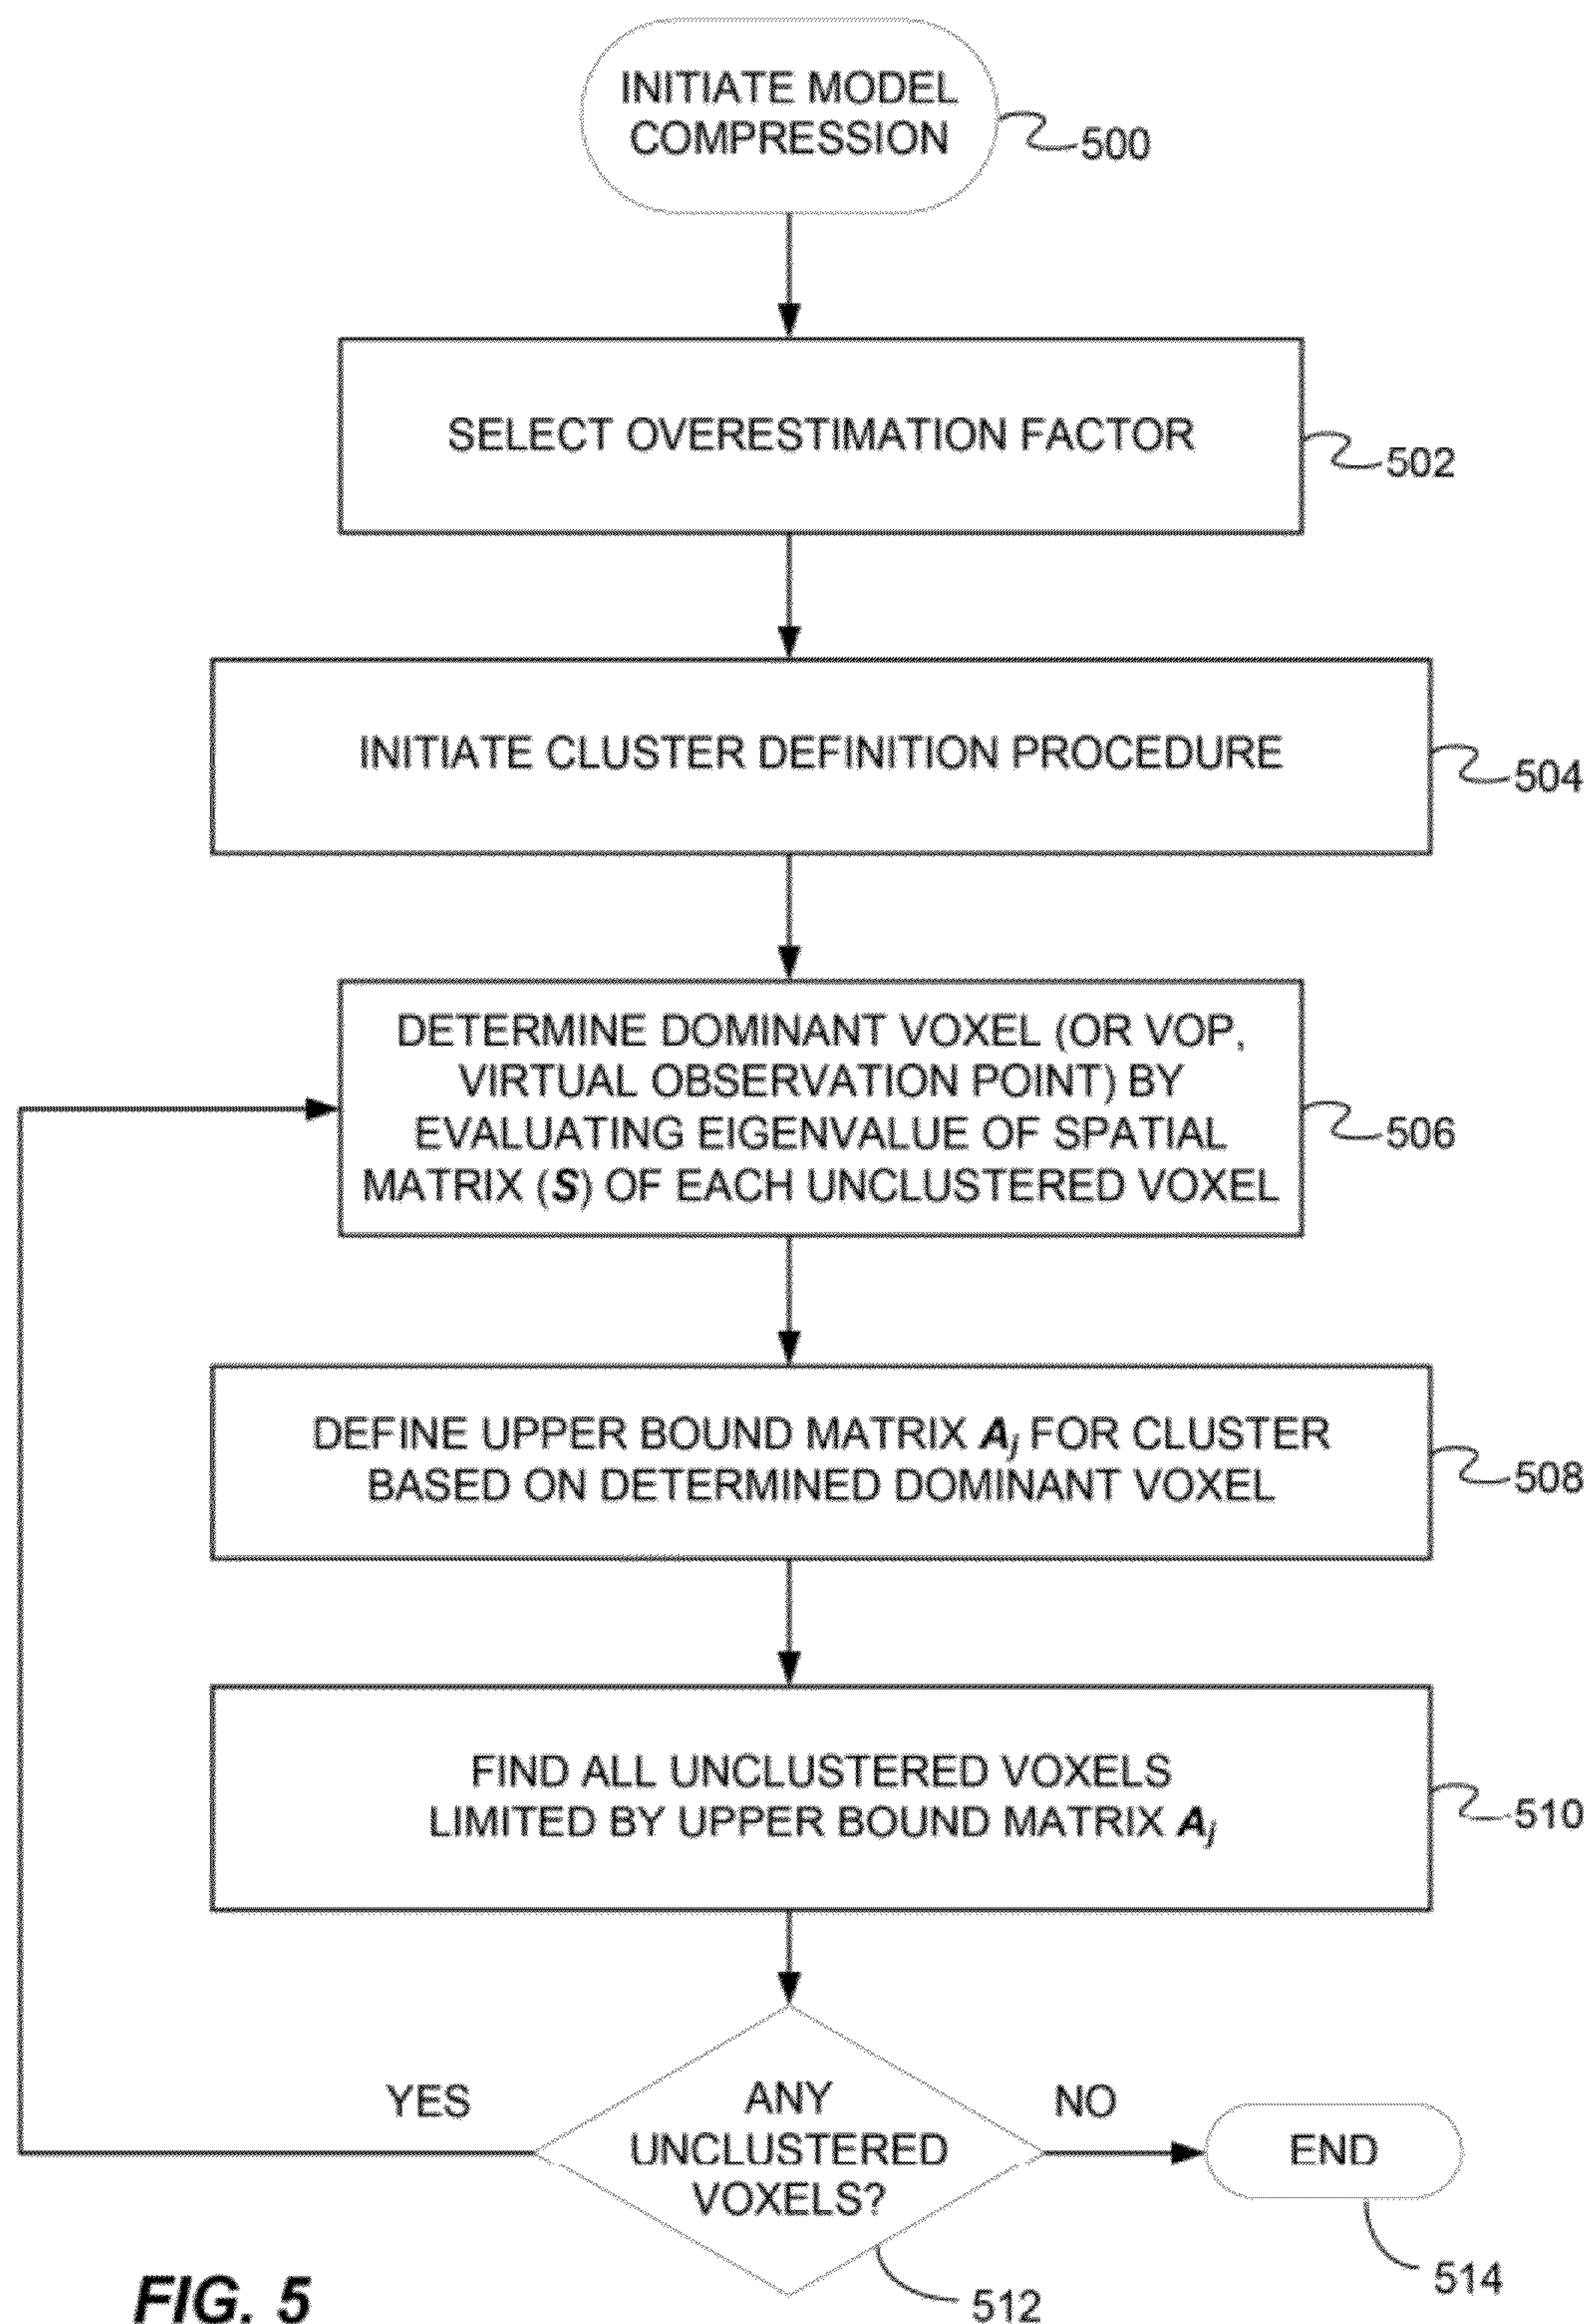 INITIATE MODEL
COMPRESSION
500
SELECT OVERESTIMATION FACTOR
502
INITIATE CLUSTER DEFINITION PROCEDURE
504
DETERMINE DOMINANT VOXEL (OR VOP,
VIRTUAL OBSERVATION POINT) BY
EVALUATING EIGENVALUE OF SPATIAL
MATRIX (S) OF EACH UNCLUSTERED VOXEL
506
DEFINE UPPER BOUND MATRIX Aj FOR CLUSTER
BASED ON DETERMINED DOMINANT VOXEL
508
FIND ALL UNCLUSTERED VOXELS
LIMITED BY UPPER BOUND MATRIX Aj
510
YES
ANY
UNCLUSTERED
VOXELS?
NO
END
512
514
FIG. 5